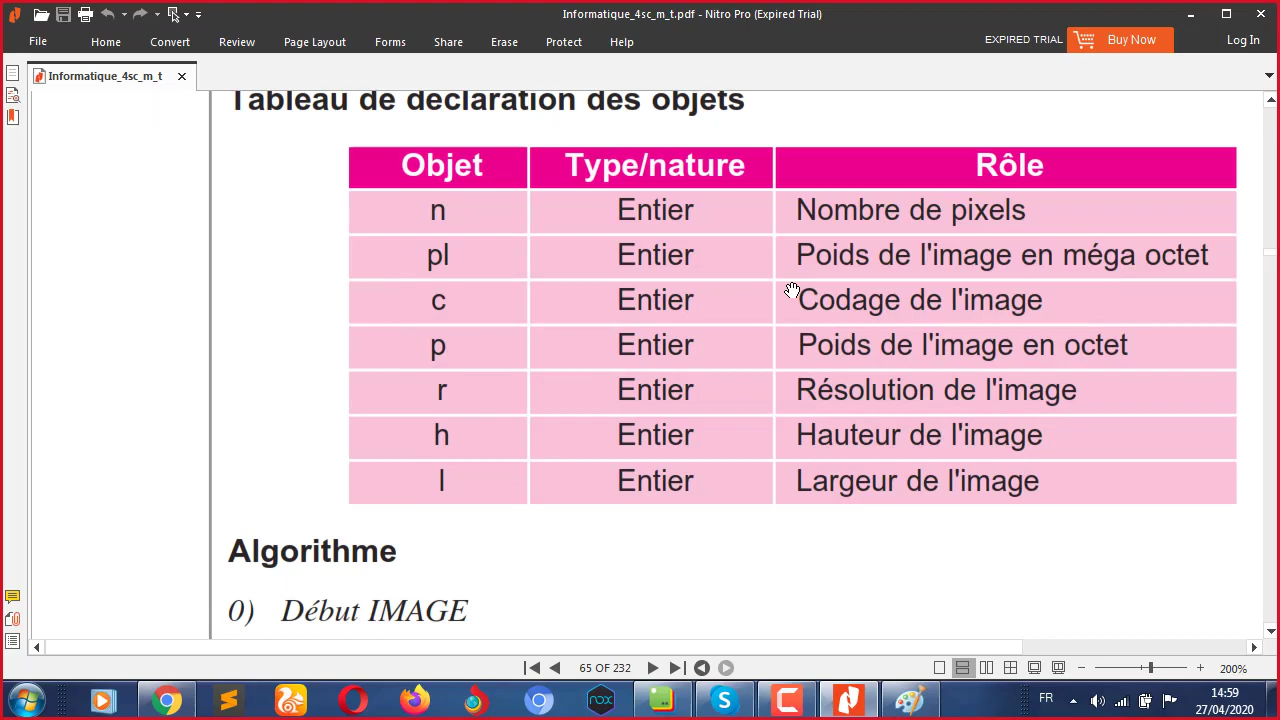 Informatique_4sc_m_t.pdf - Nitro Pro (Expired Trial)
File Home Convert Review Page Layout Forms Share Erase Protect Help EXPIRED TRIAL Buy Now Log In
Informatique_4sc_m_t
Tableau de déclaration des objets
Objet Type/nature Rôle
n Entier Nombre de pixels
pl Entier Poids de l'image en méga octet
c Entier Codage de l'image
p Entier Poids de l'image en octet
r Entier Résolution de l'image
h Entier Hauteur de l'image
l Entier Largeur de l'image
Algorithme
0) Début IMAGE
65 OF 232 200%
FR 14:59
27/04/2020